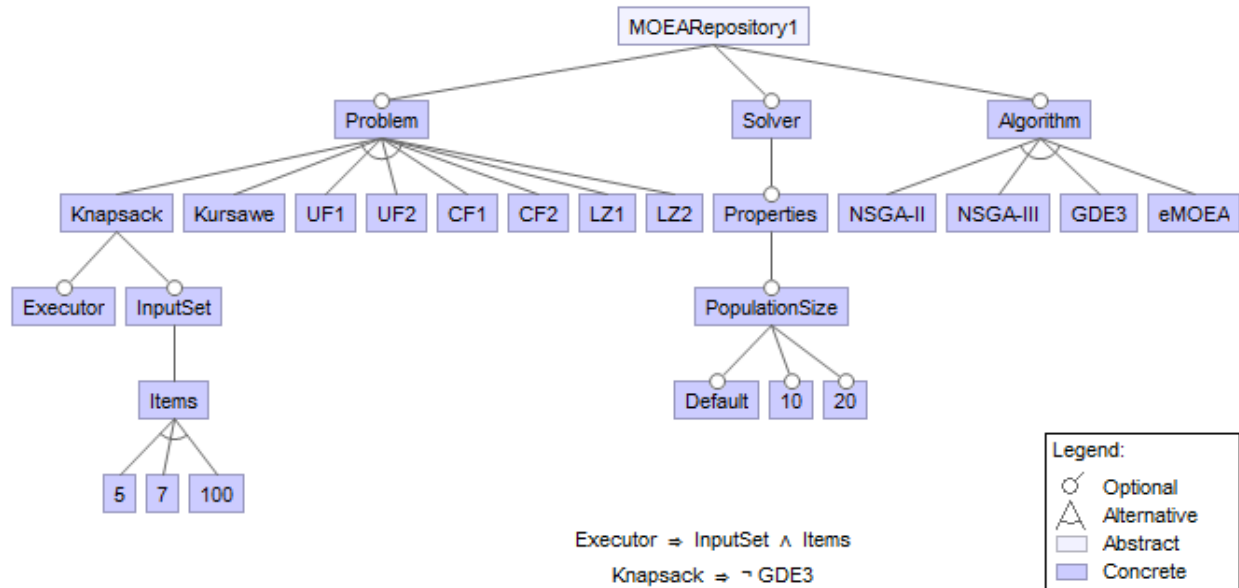 MOEARepository1
Problem Solver Algorithm
Knapsack Kursawe UF1 UF2 CF1 CF2 LZ1 LZ2 Properties NSGA-II NSGA-III GDE3 eMOEA
Executor InputSet PopulationSize
Items Default 10 20
5 7 100
Legend:
Optional
Alternative
Abstract
Concrete
Executor ⇒ InputSet ∧ Items
Knapsack ⇒ ¬ GDE3